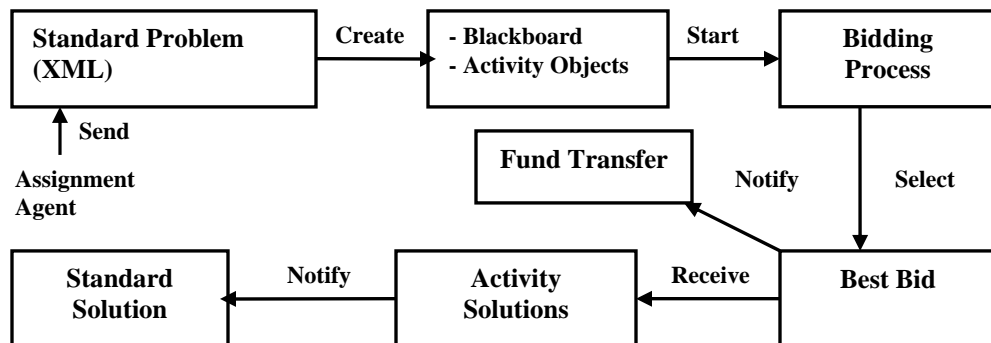 Standard Problem
(XML)
Create
- Blackboard
- Activity Objects
Start
Bidding
Process
Send
Assignment
Agent
Fund Transfer
Notify
Select
Standard
Solution
Notify
Activity
Solutions
Receive
Best Bid